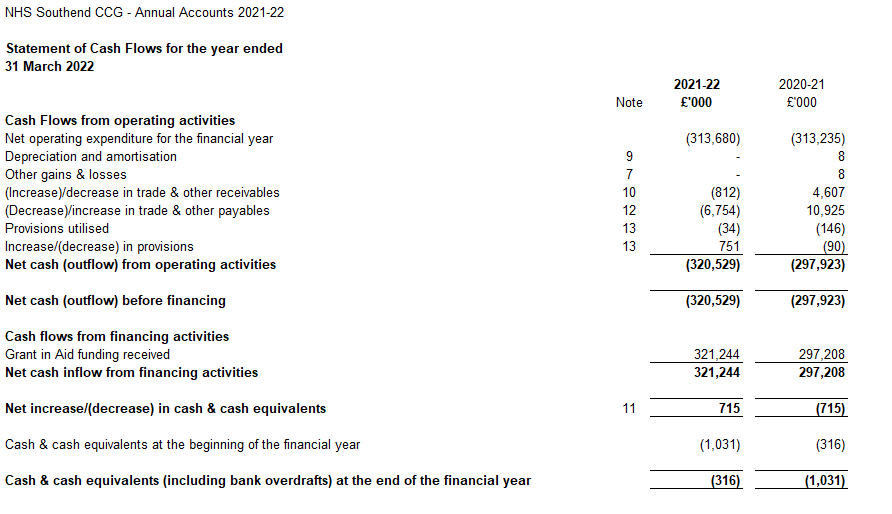 NHS Southend CCG - Annual Accounts 2021-22
Statement of Cash Flows for the year ended
31 March 2022
2021-22 2020-21
Note £'000 £'000
Cash Flows from operating activities
Net operating expenditure for the financial year (313,680) (313,235)
Depreciation and amortisation 9 - 8
Other gains & losses 7 - 8
(Increase)/decrease in trade & other receivables 10 (812) 4,607
(Decrease)/increase in trade & other payables 12 (6,754) 10,925
Provisions utilised 13 (34) (146)
Increase/(decrease) in provisions 13 751 (90)
Net cash (outflow) from operating activities (320,529) (297,923)
Net cash (outflow) before financing (320,529) (297,923)
Cash flows from financing activities
Grant in Aid funding received 321,244 297,208
Net cash inflow from financing activities 321,244 297,208
Net increase/(decrease) in cash & cash equivalents 11 715 (715)
Cash & cash equivalents at the beginning of the financial year (1,031) (316)
Cash & cash equivalents (including bank overdrafts) at the end of the financial year (316) (1,031)